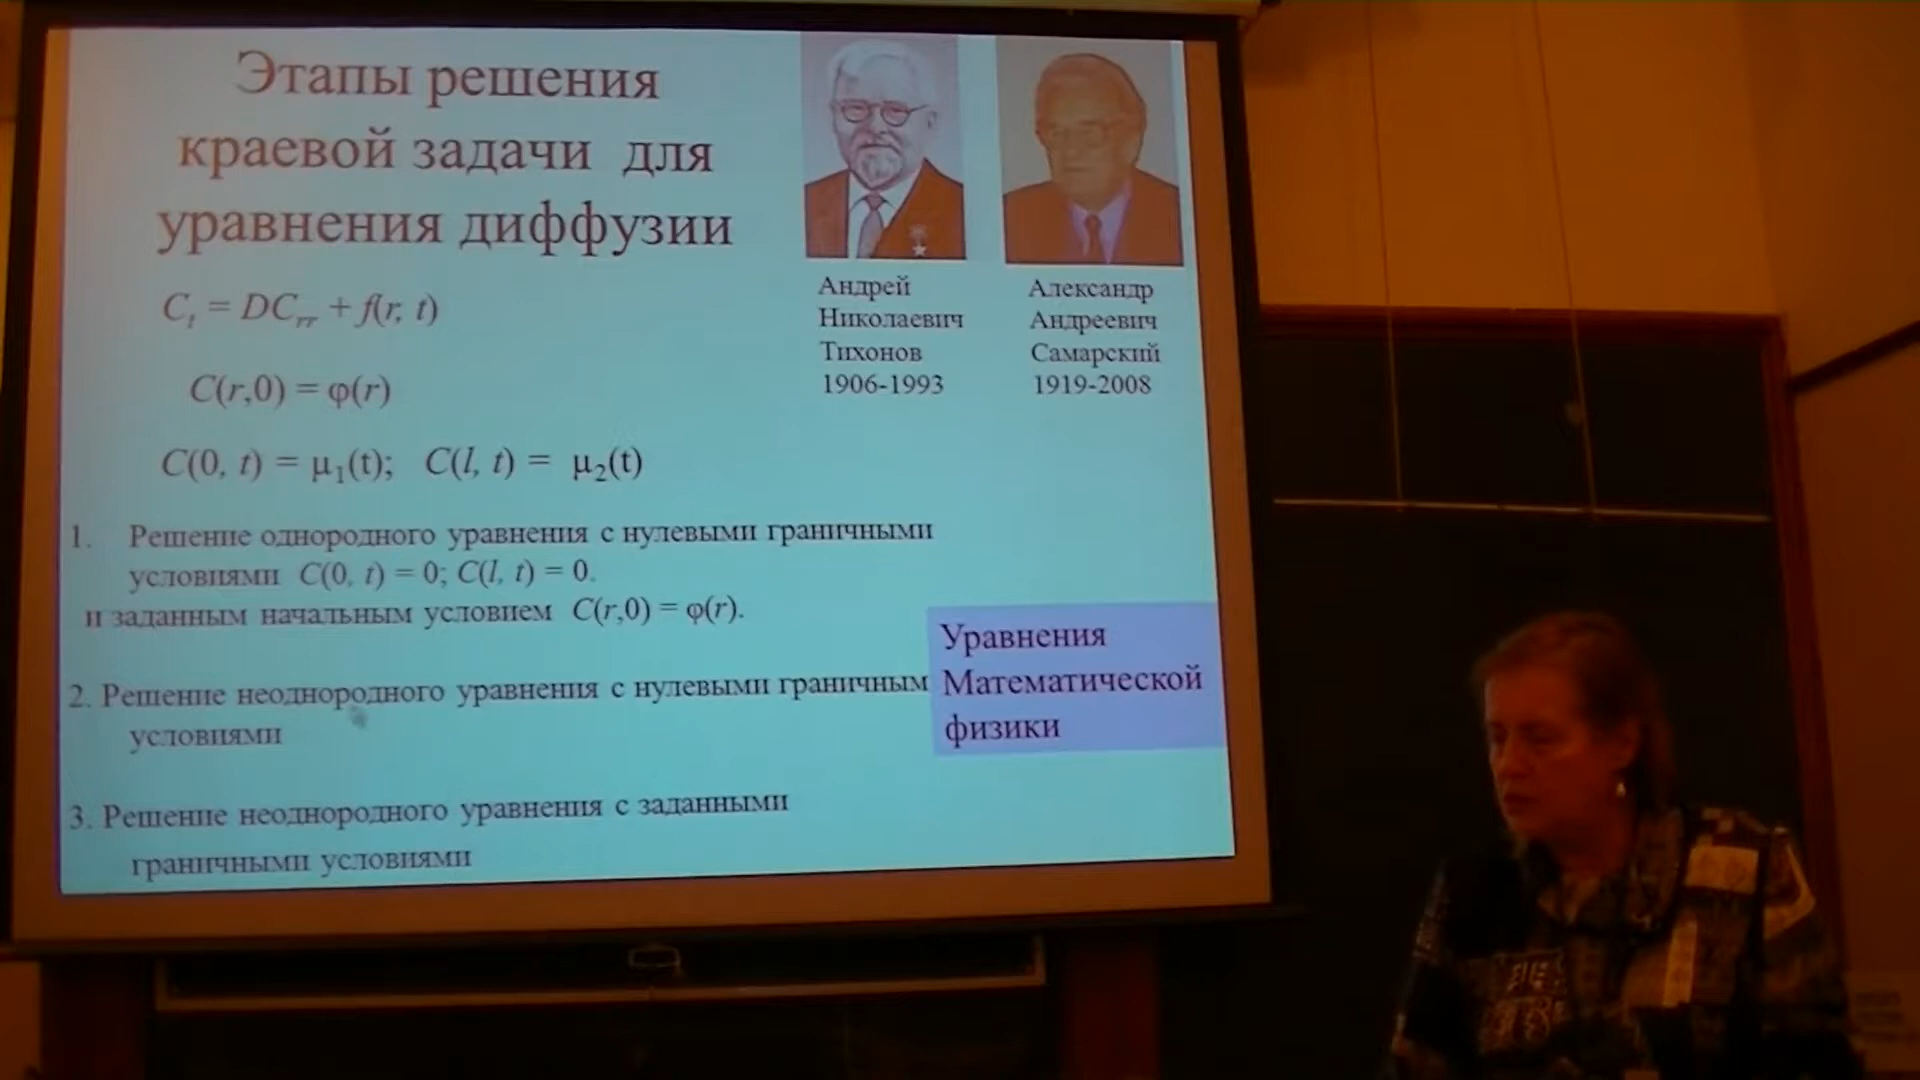 Этапы решения
краевой задачи для
уравнения диффузии
Андрей
Николаевич
Тихонов
1906-1993
Александр
Андреевич
Самарский
1919-2008
Cₜ = DCᵣᵣ + f(r, t)
C(r,0) = φ(r)
C(0, t) = μ₁(t); C(l, t) = μ₂(t)
1. Решение однородного уравнения с нулевыми граничными
условиями C(0, t) = 0; C(l, t) = 0.
и заданным начальным условием C(r,0) = φ(r).
2. Решение неоднородного уравнения с нулевыми граничным
условиями
3. Решение неоднородного уравнения с заданными
граничными условиями
Уравнения
Математической
физики